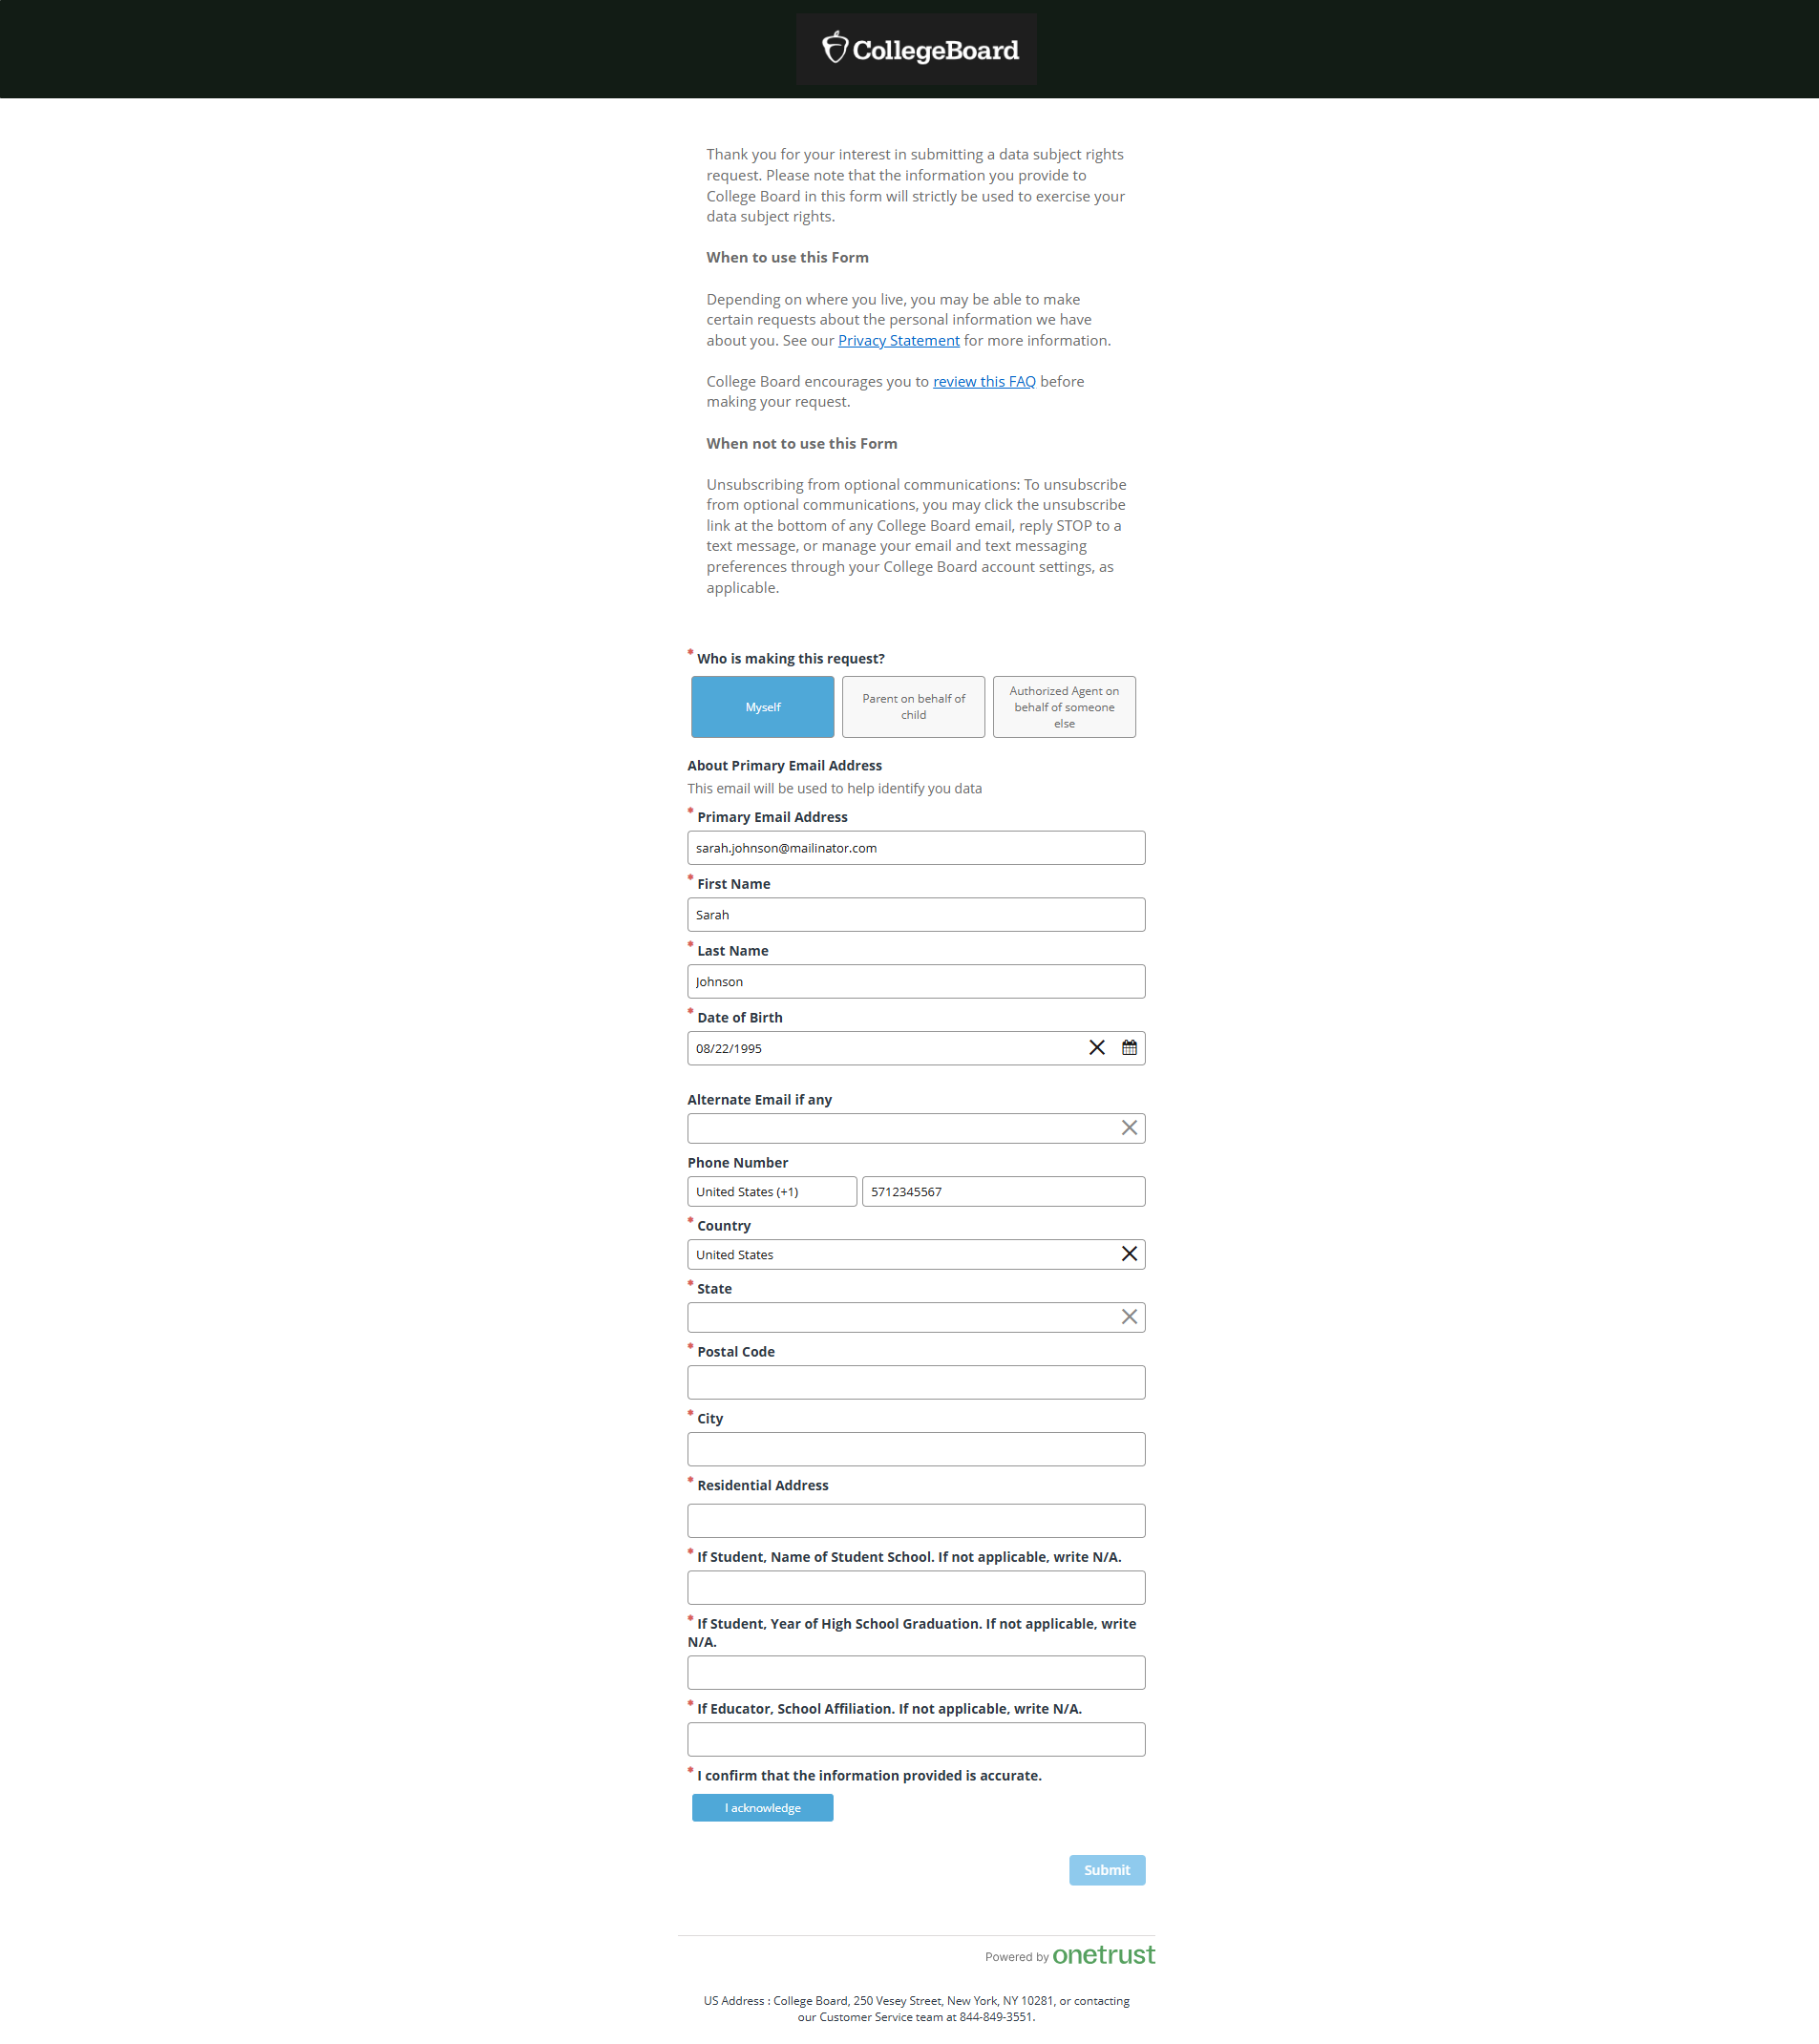 CollegeBoard
Thank you for your interest in submitting a data subject rights
request. Please note that the information you provide to
College Board in this form will strictly be used to exercise your
data subject rights.
When to use this Form
Depending on where you live, you may be able to make
certain requests about the personal information we have
about you. See our Privacy Statement for more information.
College Board encourages you to review this FAQ before
making your request.
When not to use this Form
Unsubscribing from optional communications: To unsubscribe
from optional communications, you may click the unsubscribe
link at the bottom of any College Board email, reply STOP to a
text message, or manage your email and text messaging
preferences through your College Board account settings, as
applicable.
* Who is making this request?
Myself
Parent on behalf of
child
Authorized Agent on
behalf of someone
else
About Primary Email Address
This email will be used to help identify you data
* Primary Email Address
sarah.johnson@mailinator.com
* First Name
Sarah
* Last Name
Johnson
* Date of Birth
08/22/1995
Alternate Email if any
Phone Number
United States (+1)
5712345567
* Country
United States
* State
* Postal Code
* City
* Residential Address
* If Student, Name of Student School. If not applicable, write N/A.
* If Student, Year of High School Graduation. If not applicable, write
N/A.
* If Educator, School Affiliation. If not applicable, write N/A.
* I confirm that the information provided is accurate.
I acknowledge
Submit
Powered by onetrust
US Address : College Board, 250 Vesey Street, New York, NY 10281, or contacting
our Customer Service team at 844-849-3551.